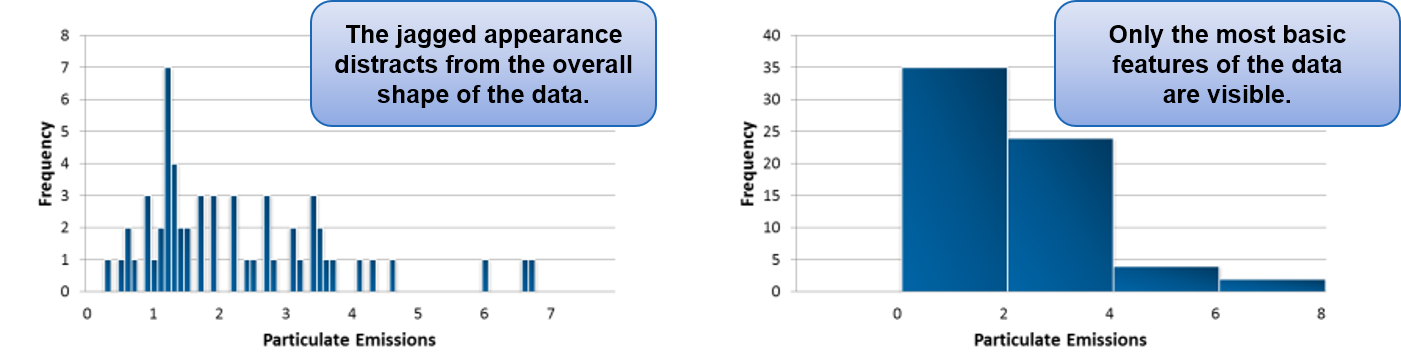 The jagged appearance
distracts from the overall
shape of the data.
8
7
6
5
4
3
2
1
0
Frequency
0 1 2 3 4 5 6 7
Particulate Emissions
Only the most basic
features of the data
are visible.
40
35
30
25
20
15
10
5
0
Frequency
0 2 4 6 8
Particulate Emissions